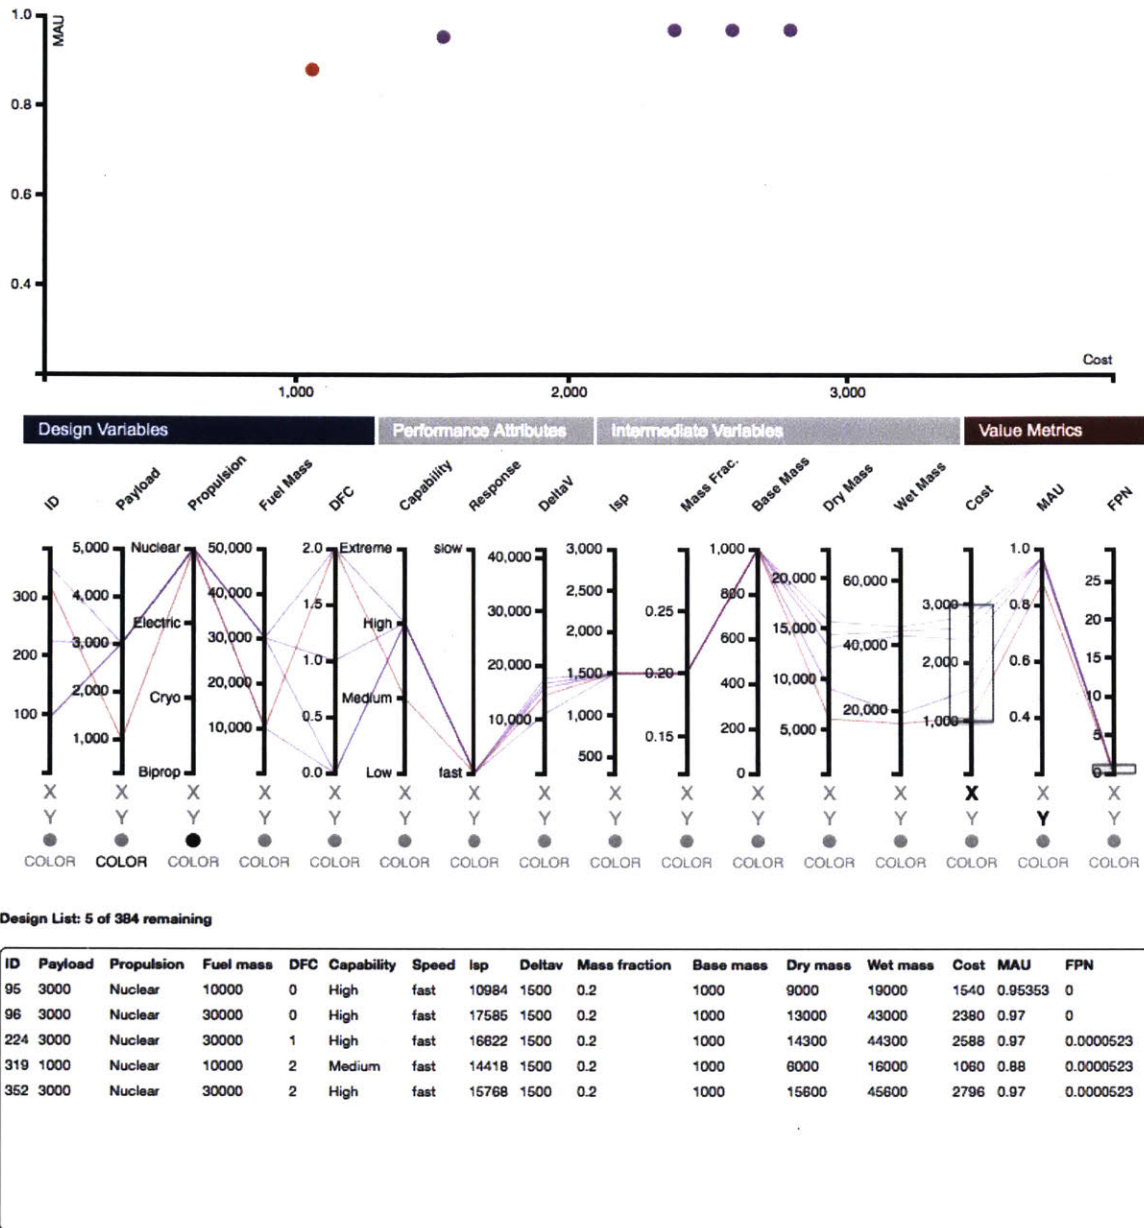 1.0
MAU
0.8
0.6
0.4
Cost
1,000 2,000 3,000
Design Variables Performance Attributes Intermediate Variables Value Metrics
ID Payload Propulsion Fuel Mass DFC Capability Response DeltaV Isp Mass Frac. Base Mass Dry Mass Wet Mass Cost MAU FPN
300
200
100
5,000
4,000
3,000
2,000
1,000
Nuclear
Electric
Cryo
Biprop
50,000
40,000
30,000
20,000
10,000
2.0
1.5
1.0
0.5
0.0
Extreme
High
Medium
Low
slow
fast
40,000
30,000
20,000
10,000
3,000
2,500
2,000
1,500
1,000
500
0.25
0.20
0.15
1,000
800
600
400
200
0
20,000
15,000
10,000
5,000
60,000
40,000
20,000
3,000
2,000
1,000
1.0
0.8
0.6
0.4
25
20
15
10
5
0
X X X X X X X X X X X X X X X X
Y Y Y Y Y Y Y Y Y Y Y Y Y Y Y Y
COLOR COLOR COLOR COLOR COLOR COLOR COLOR COLOR COLOR COLOR COLOR COLOR COLOR COLOR COLOR COLOR
Design List: 5 of 384 remaining
ID Payload Propulsion Fuel mass DFC Capability Speed Isp Deltav Mass fraction Base mass Dry mass Wet mass Cost MAU FPN
95 3000 Nuclear 10000 0 High fast 10984 1500 0.2 1000 9000 19000 1540 0.95353 0
96 3000 Nuclear 30000 0 High fast 17585 1500 0.2 1000 13000 43000 2380 0.97 0
224 3000 Nuclear 30000 1 High fast 16622 1500 0.2 1000 14300 44300 2588 0.97 0.0000523
319 1000 Nuclear 10000 2 Medium fast 14418 1500 0.2 1000 6000 16000 1060 0.88 0.0000523
352 3000 Nuclear 30000 2 High fast 15768 1500 0.2 1000 15600 45600 2796 0.97 0.0000523